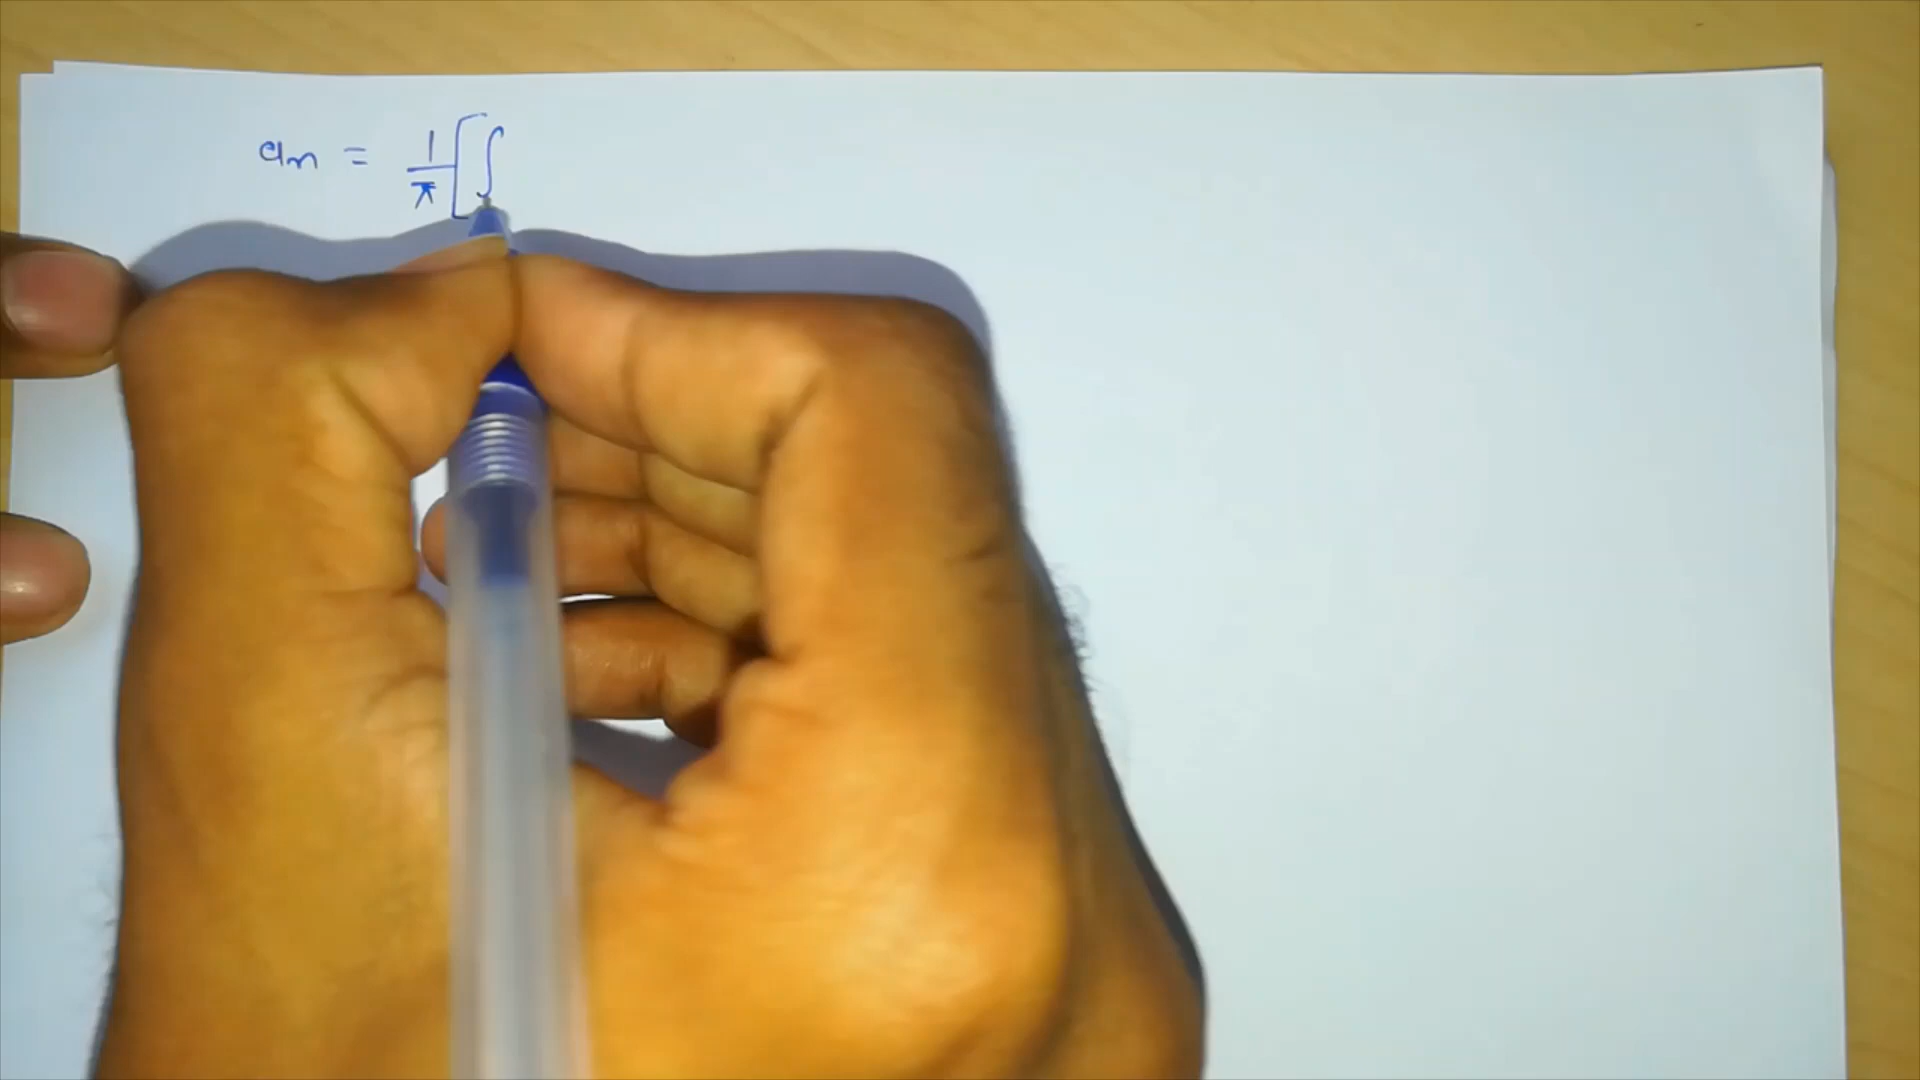 an = 1/π [∫